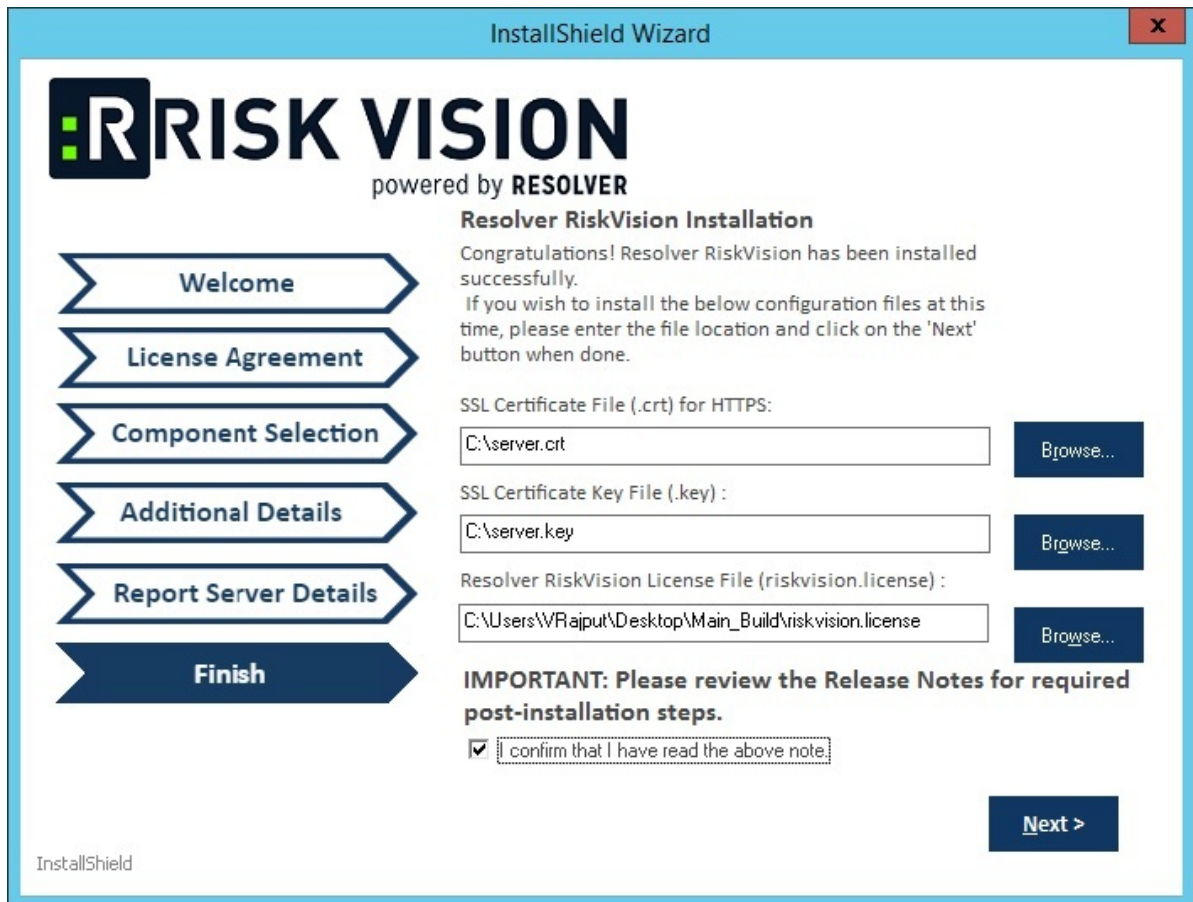 InstallShield Wizard
x
:R RISK VISION
powered by RESOLVER
Resolver RiskVision Installation
Congratulations! Resolver RiskVision has been installed
successfully.
If you wish to install the below configuration files at this
time, please enter the file location and click on the 'Next'
button when done.
Welcome
License Agreement
Component Selection
Additional Details
Report Server Details
Finish
SSL Certificate File (.crt) for HTTPS:
C:\server.crt
Browse...
SSL Certificate Key File (.key) :
C:\server.key
Browse...
Resolver RiskVision License File (riskvision.license) :
C:\Users\VRajput\Desktop\Main_Build\riskvision.license
Browse...
IMPORTANT: Please review the Release Notes for required
post-installation steps.
I confirm that I have read the above note.
Next >
InstallShield